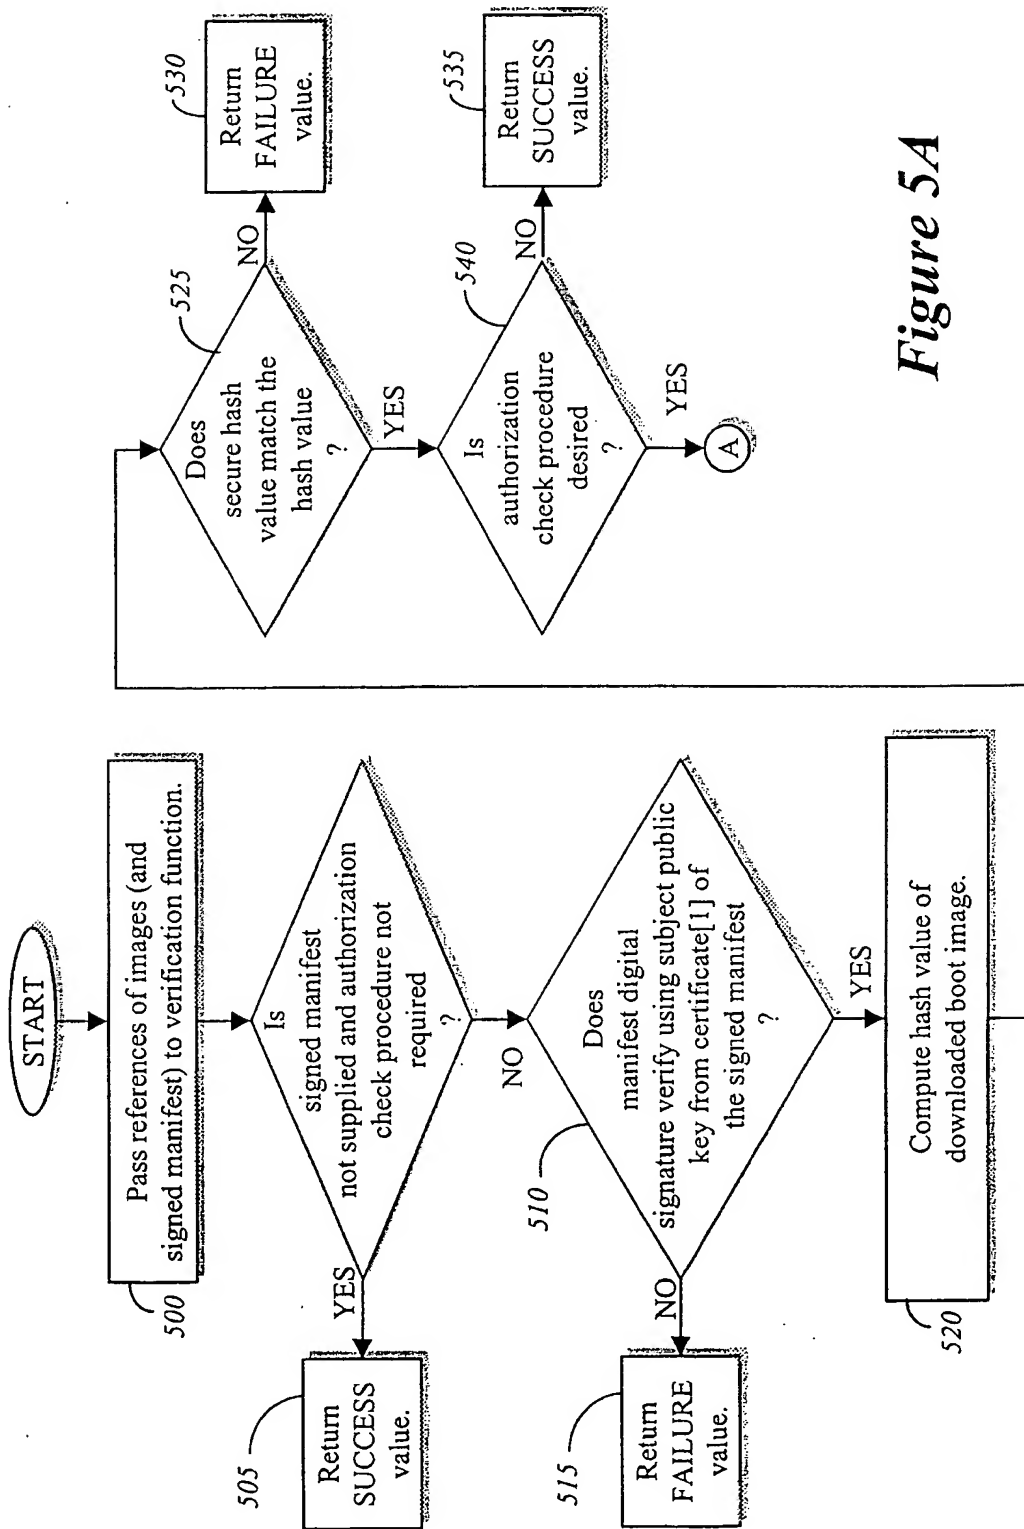 START
Pass references of images (and
signed manifest) to verification function.
500
Is
signed manifest
not supplied and authorization
check procedure not
required
?
YES
505
Return
SUCCESS
value.
NO
510
Does
manifest digital
signature verify using subject public
key from certificate[1] of
the signed manifest
?
NO
515
Return
FAILURE
value.
YES
Compute hash value of
downloaded boot image.
520
525
Does
secure hash
value match the
hash value
?
NO
530
Return
FAILURE
value.
YES
540
Is
authorization
check procedure
desired
?
NO
535
Return
SUCCESS
value.
YES
A
Figure 5A